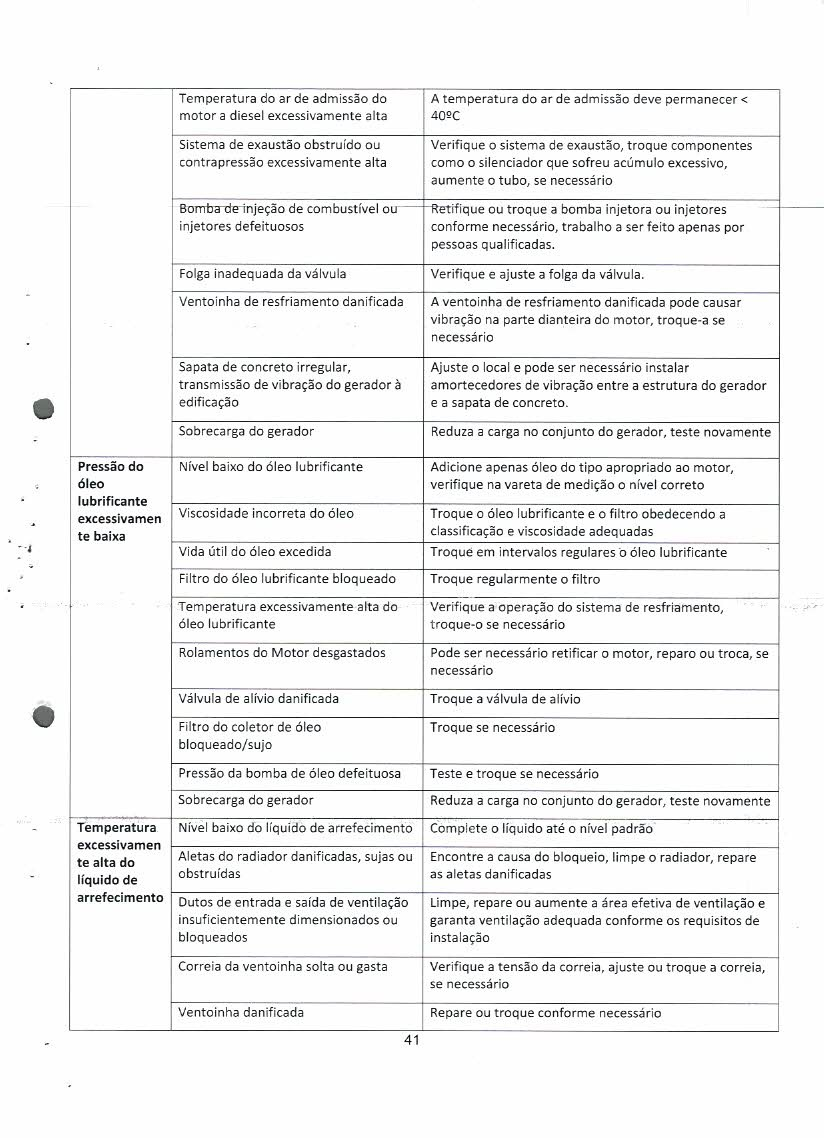 Temperatura do ar de admissão do
motor a diesel excessivamente alta
A temperatura do ar de admissão deve permanecer <
40ºC
Sistema de exaustão obstruído ou
contrapressão excessivamente alta
Verifique o sistema de exaustão, troque componentes
como o silenciador que sofreu acúmulo excessivo,
aumente o tubo, se necessário
Bomba de injeção de combustível ou
injetores defeituosos
Retifique ou troque a bomba injetora ou injetores
conforme necessário, trabalho a ser feito apenas por
pessoas qualificadas.
Folga inadequada da válvula
Verifique e ajuste a folga da válvula.
Ventoinha de resfriamento danificada
A ventoinha de resfriamento danificada pode causar
vibração na parte dianteira do motor, troque-a se
necessário
Sapata de concreto irregular,
transmissão de vibração do gerador à
edificação
Ajuste o local e pode ser necessário instalar
amortecedores de vibração entre a estrutura do gerador
e a sapata de concreto.
Sobrecarga do gerador
Reduza a carga no conjunto do gerador, teste novamente
Pressão do
óleo
lubrificante
excessivamen
te baixa
Nível baixo do óleo lubrificante
Adicione apenas óleo do tipo apropriado ao motor,
verifique na vareta de medição o nível correto
Viscosidade incorreta do óleo
Troque o óleo lubrificante e o filtro obedecendo a
classificação e viscosidade adequadas
Vida útil do óleo excedida
Troque em intervalos regulares o óleo lubrificante
Filtro do óleo lubrificante bloqueado
Troque regularmente o filtro
Temperatura excessivamente alta do
óleo lubrificante
Verifique a operação do sistema de resfriamento,
troque-o se necessário
Rolamentos do Motor desgastados
Pode ser necessário retificar o motor, reparo ou troca, se
necessário
Válvula de alívio danificada
Troque a válvula de alívio
Filtro do coletor de óleo
bloqueado/sujo
Troque se necessário
Pressão da bomba de óleo defeituosa
Teste e troque se necessário
Sobrecarga do gerador
Reduza a carga no conjunto do gerador, teste novamente
Temperatura
excessivamen
te alta do
líquido de
arrefecimento
Nível baixo do líquido de arrefecimento
Complete o líquido até o nível padrão
Aletas do radiador danificadas, sujas ou
obstruídas
Encontre a causa do bloqueio, limpe o radiador, repare
as aletas danificadas
Dutos de entrada e saída de ventilação
insuficientemente dimensionados ou
bloqueados
Limpe, repare ou aumente a área efetiva de ventilação e
garanta ventilação adequada conforme os requisitos de
instalação
Correia da ventoinha solta ou gasta
Verifique a tensão da correia, ajuste ou troque a correia,
se necessário
Ventoinha danificada
Repare ou troque conforme necessário
41